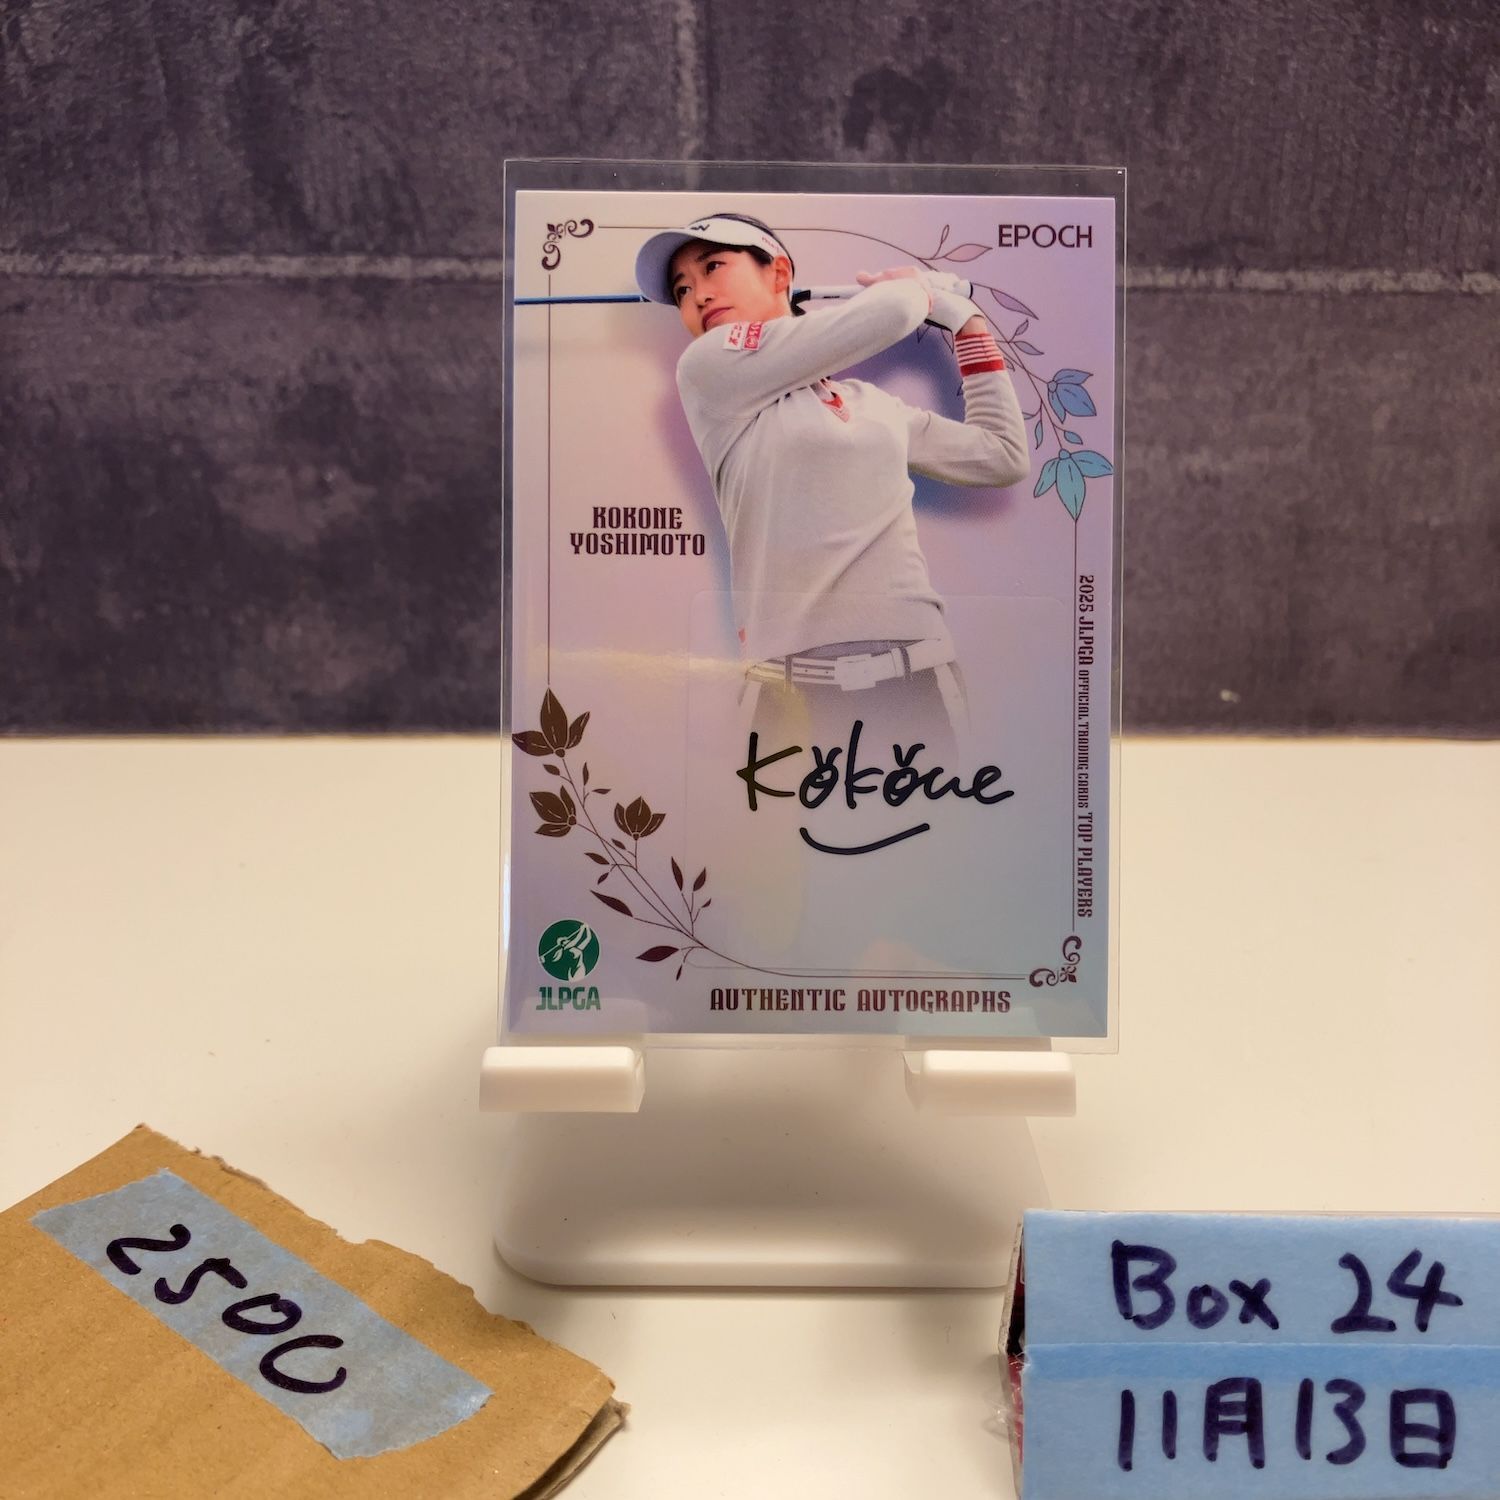 EPOCH
KOKONE
YOSHIMOTO
2025 JLPGA OFFICIAL TRADING CARDS TOP PLAYERS
Kokone
JLPGA
AUTHENTIC AUTOGRAPHS
2500
Box 24
11月13日